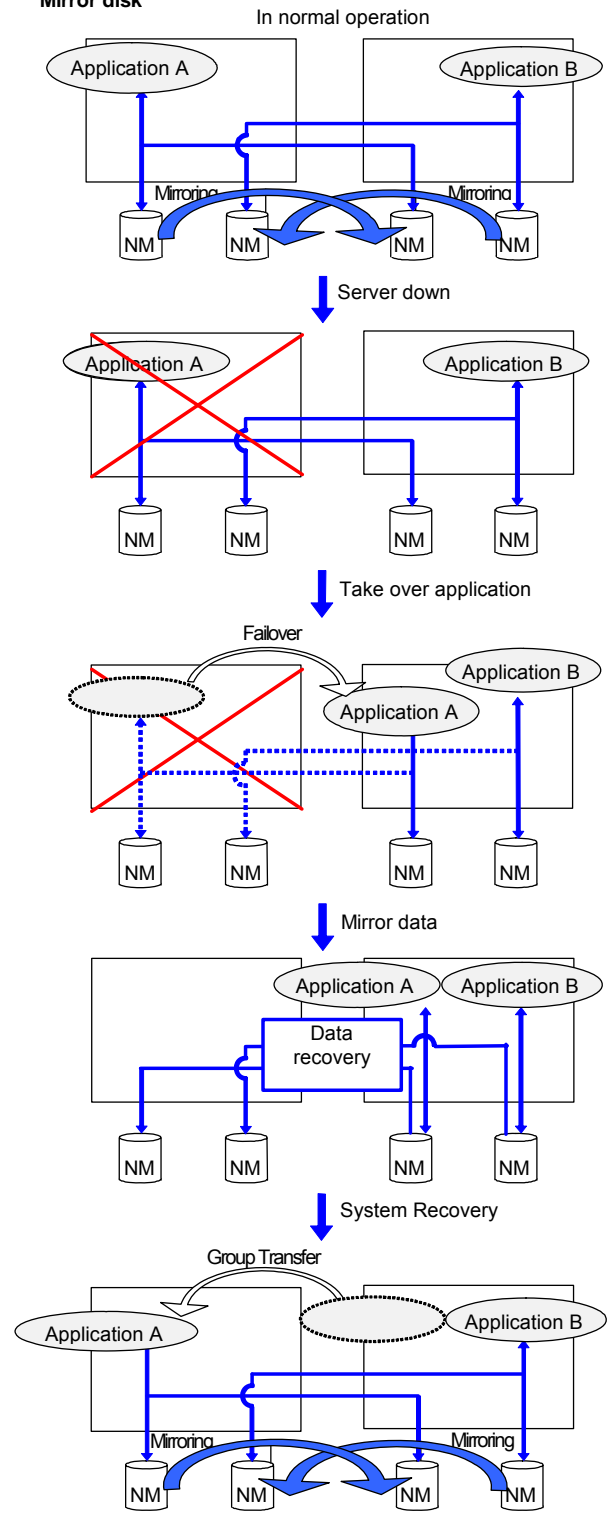 Mirror disk
In normal operation
Application A
Application B
Mirroring
Mirroring
NM
NM
NM
NM
Server down
Application A
Application B
NM
NM
NM
NM
Take over application
Failover
Application B
Application A
NM
NM
NM
NM
Mirror data
Application A
Application B
Data
recovery
NM
NM
NM
NM
System Recovery
Group Transfer
Application A
Application B
Mirroring
Mirroring
NM
NM
NM
NM